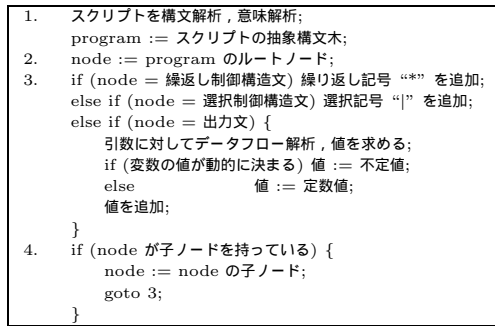 1. スクリプトを構文解析 , 意味解析;
program := スクリプトの抽象構文木;
2. node := program のルートノード;
3. if (node = 繰返し制御構造文) 繰り返し記号 “*” を追加;
else if (node = 選択制御構造文) 選択記号 “|” を追加;
else if (node = 出力文) {
引数に対してデータフロー解析 , 値を求める;
if (変数の値が動的に決まる) 値 := 不定値;
else 値 := 定数値;
値を追加;
}
4. if (node が子ノードを持っている) {
node := node の子ノード;
goto 3;
}